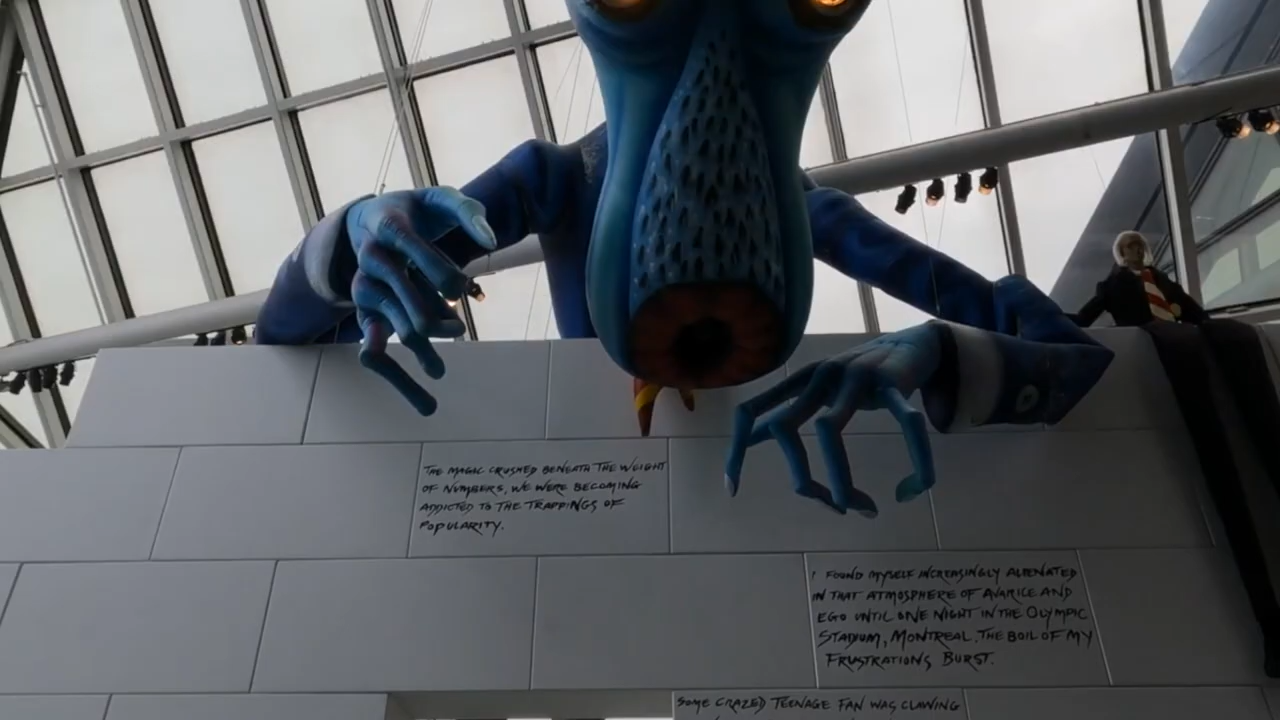 THE MAGIC CRUSHED BENEATH THE WEIGHT
OF NUMBERS, WE WERE BECOMING
ADDICTED TO THE TRAPPINGS OF
POPULARITY.
I FOUND MYSELF INCREASINGLY ALIENATED
IN THAT ATMOSPHERE OF AVARICE AND
EGO UNTIL ONE NIGHT IN THE OLYMPIC
STADIUM, MONTREAL, THE BOIL OF MY
FRUSTRATIONS BURST.
SOME CRAZED TEENAGE FAN WAS CLAWING